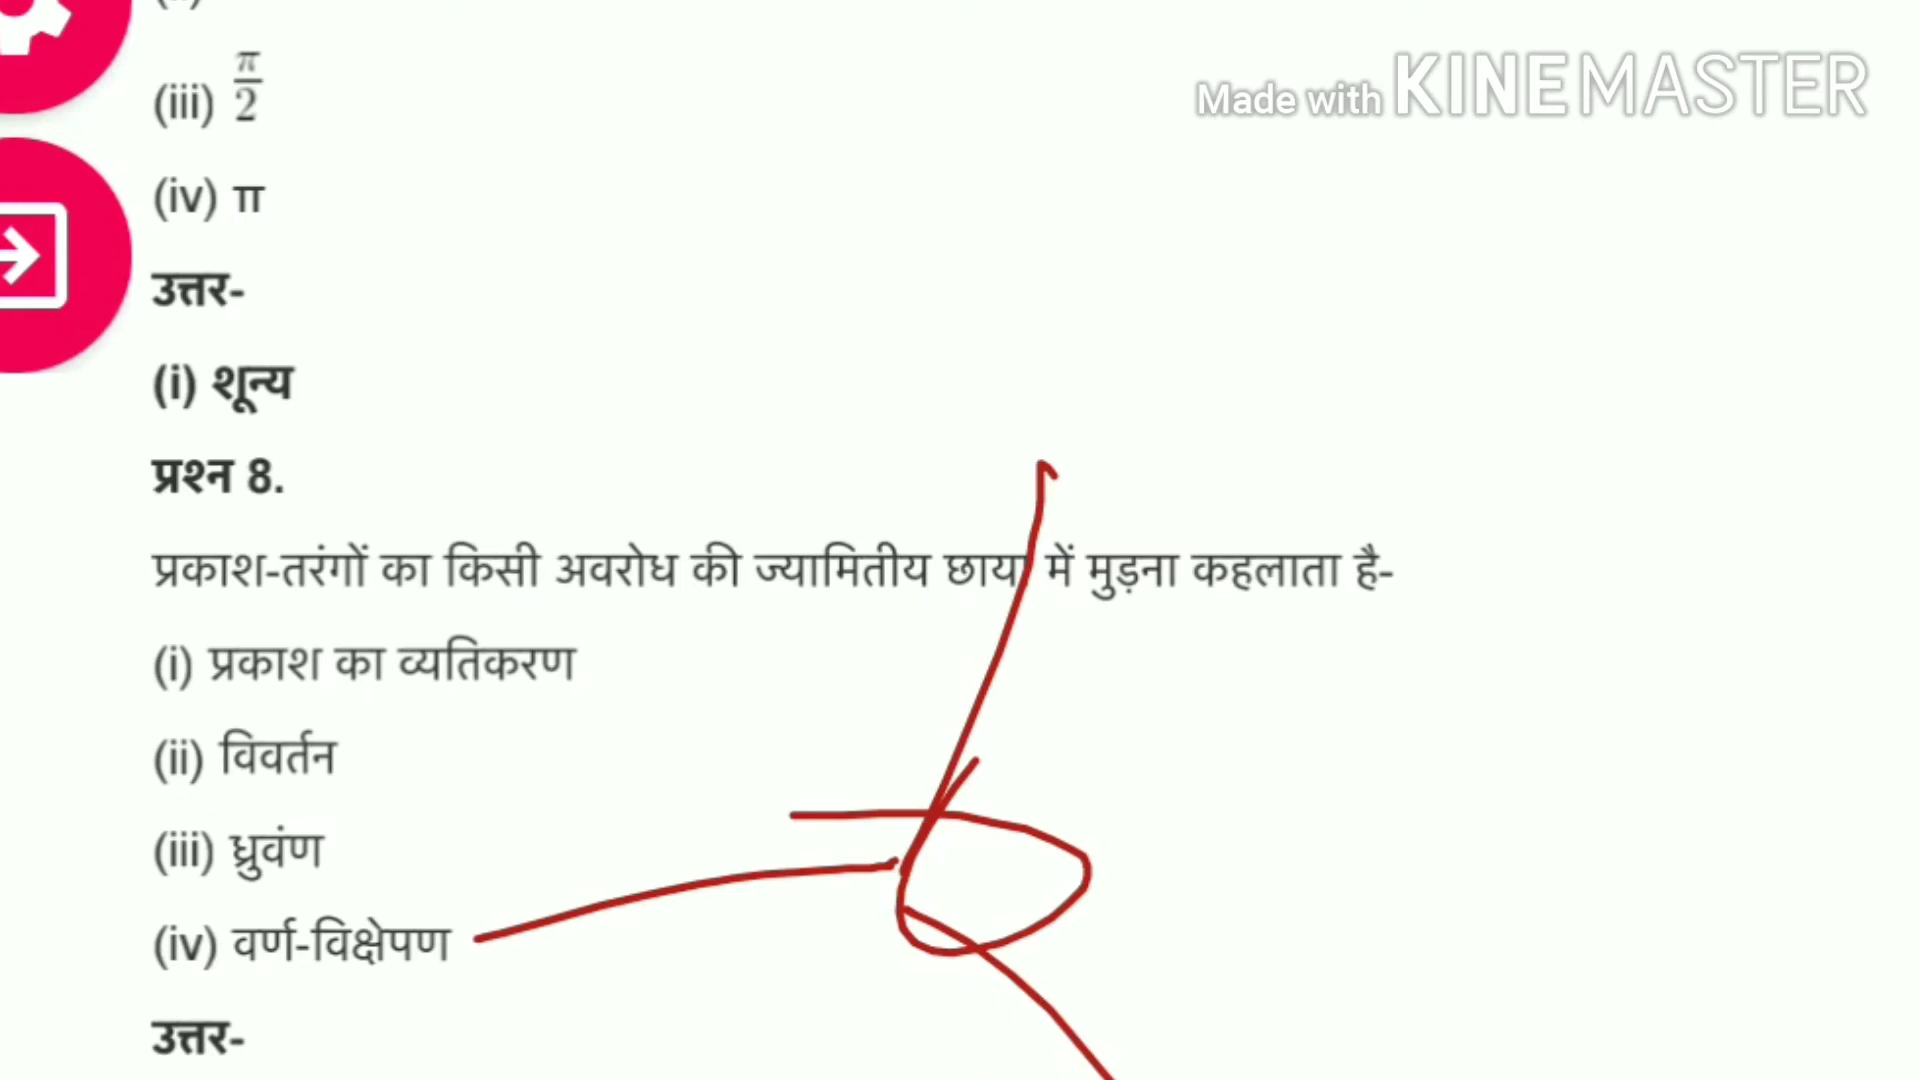 Made with KINEMASTER
(iii) π/2
(iv) π
उत्तर-
(i) शून्य
प्रश्न 8.
प्रकाश-तरंगों का किसी अवरोध की ज्यामितीय छाया में मुड़ना कहलाता है-
(i) प्रकाश का व्यतिकरण
(ii) विवर्तन
(iii) ध्रुवंण
(iv) वर्ण-विक्षेपण
उत्तर-